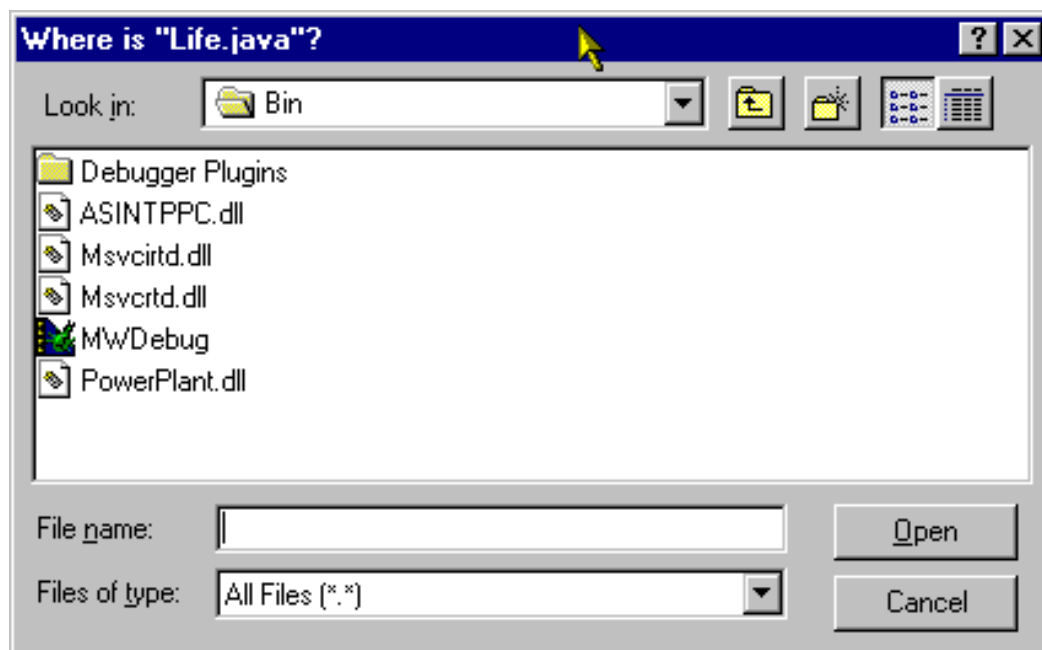 Where is "Life.java"?
Look in: Bin
Debugger Plugins
ASINTPPC.dll
Msvcirtd.dll
Msvcrtd.dll
MWDebug
PowerPlant.dll
File name: Open
Files of type: All Files (*.*) Cancel